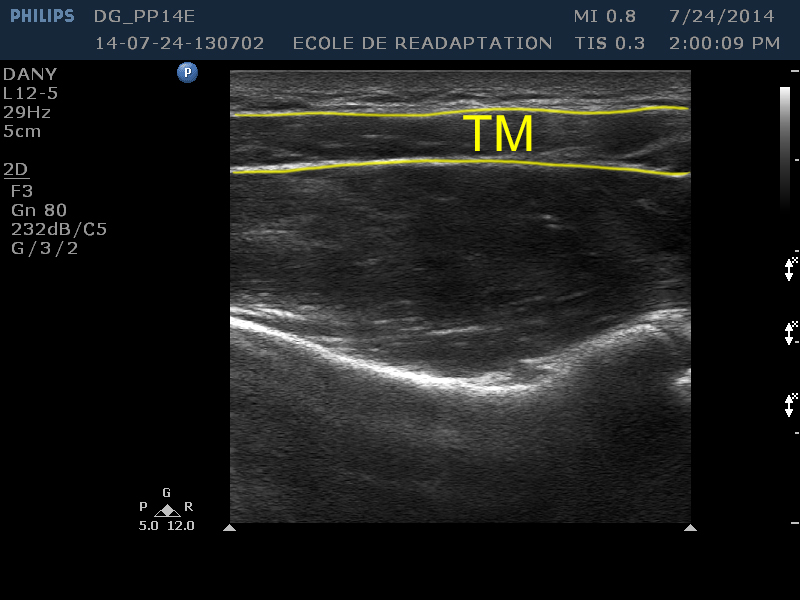 PHILIPS DG_PP14E MI 0.8 7/24/2014
14-07-24-130702 ECOLE DE READAPTATION TIS 0.3 2:00:09 PM
DANY
P
L12-5
29Hz
5cm
TM
2D
F3
Gn 80
232dB/C5
G/3/2
G
P R
5.0 12.0